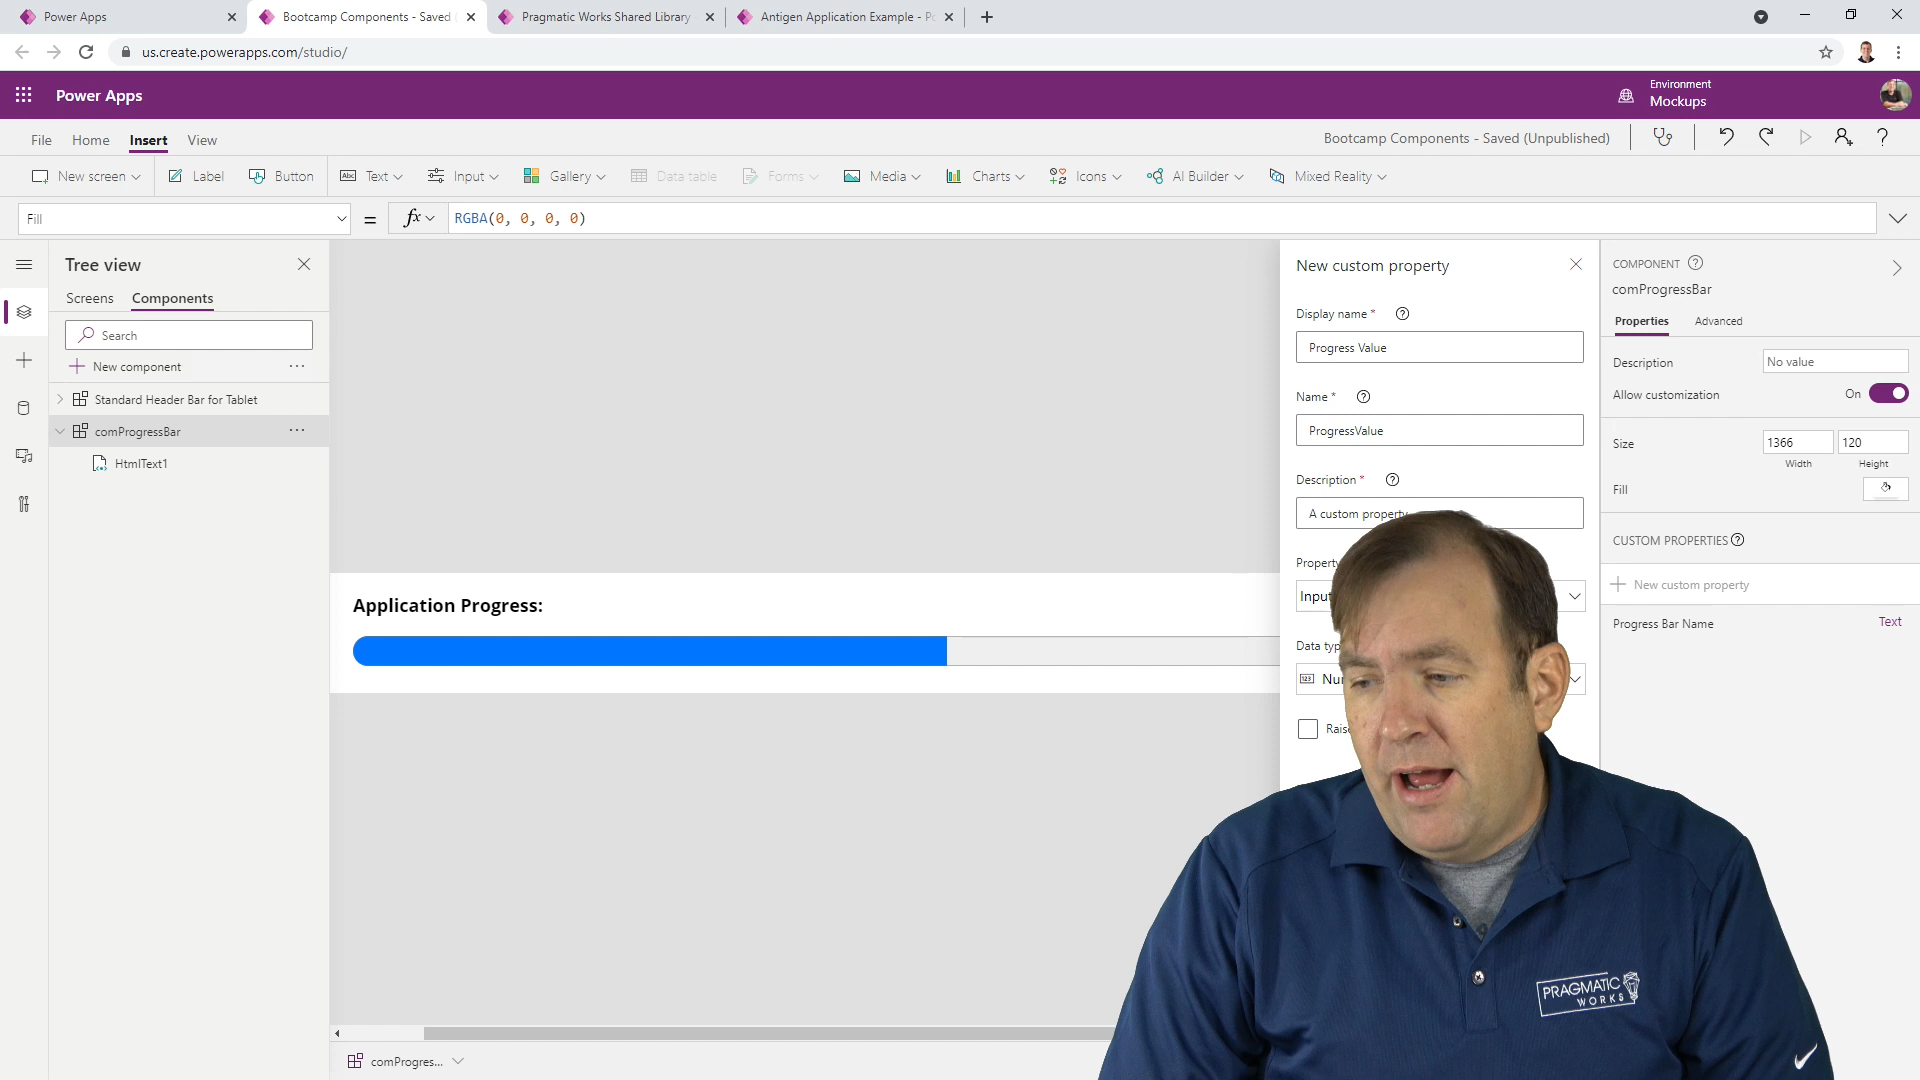 Power Apps
Bootcamp Components - Saved
Pragmatic Works Shared Library
Antigen Application Example - Po
us.create.powerapps.com/studio/
Power Apps
Environment
Mockups
File Home Insert View
Bootcamp Components - Saved (Unpublished)
New screen Label Button Text Input Gallery Data table Forms Media Charts Icons AI Builder Mixed Reality
Fill = fx RGBA(0, 0, 0, 0)
Tree view
Screens Components
Search
New component
Standard Header Bar for Tablet
comProgressBar
HtmlText1
Application Progress:
comProgres...
New custom property
Display name *
Progress Value
Name *
ProgressValue
Description *
A custom property
Property
Input
Data
COMPONENT
comProgressBar
Properties Advanced
Description No value
Allow customization On
Size 1366 120
Width Height
Fill
CUSTOM PROPERTIES
New custom property
Progress Bar Name Text
PRAGMATIC
WORKS